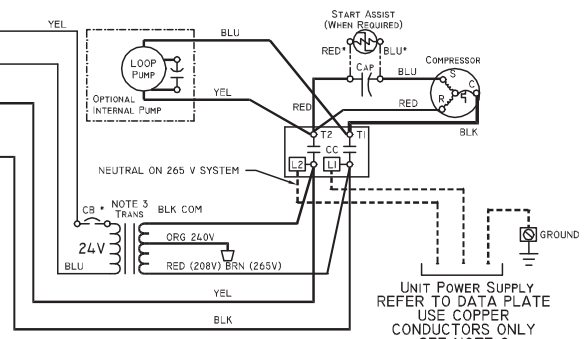 YEL
BLU
START ASSIST
(WHEN REQUIRED)
RED*
BLU*
COMPRESSOR
LOOP
PUMP
CAP
BLU
S
C
R
OPTIONAL
INTERNAL PUMP
YEL
RED
RED
BLK
T2
T1
CC
L2
L1
NEUTRAL ON 265 V SYSTEM
CB *
NOTE 3
TRANS
BLK COM
24V
ORG 240V
GROUND
BLU
RED (208V) BRN (265V)
YEL
BLK
UNIT POWER SUPPLY
REFER TO DATA PLATE
USE COPPER
CONDUCTORS ONLY